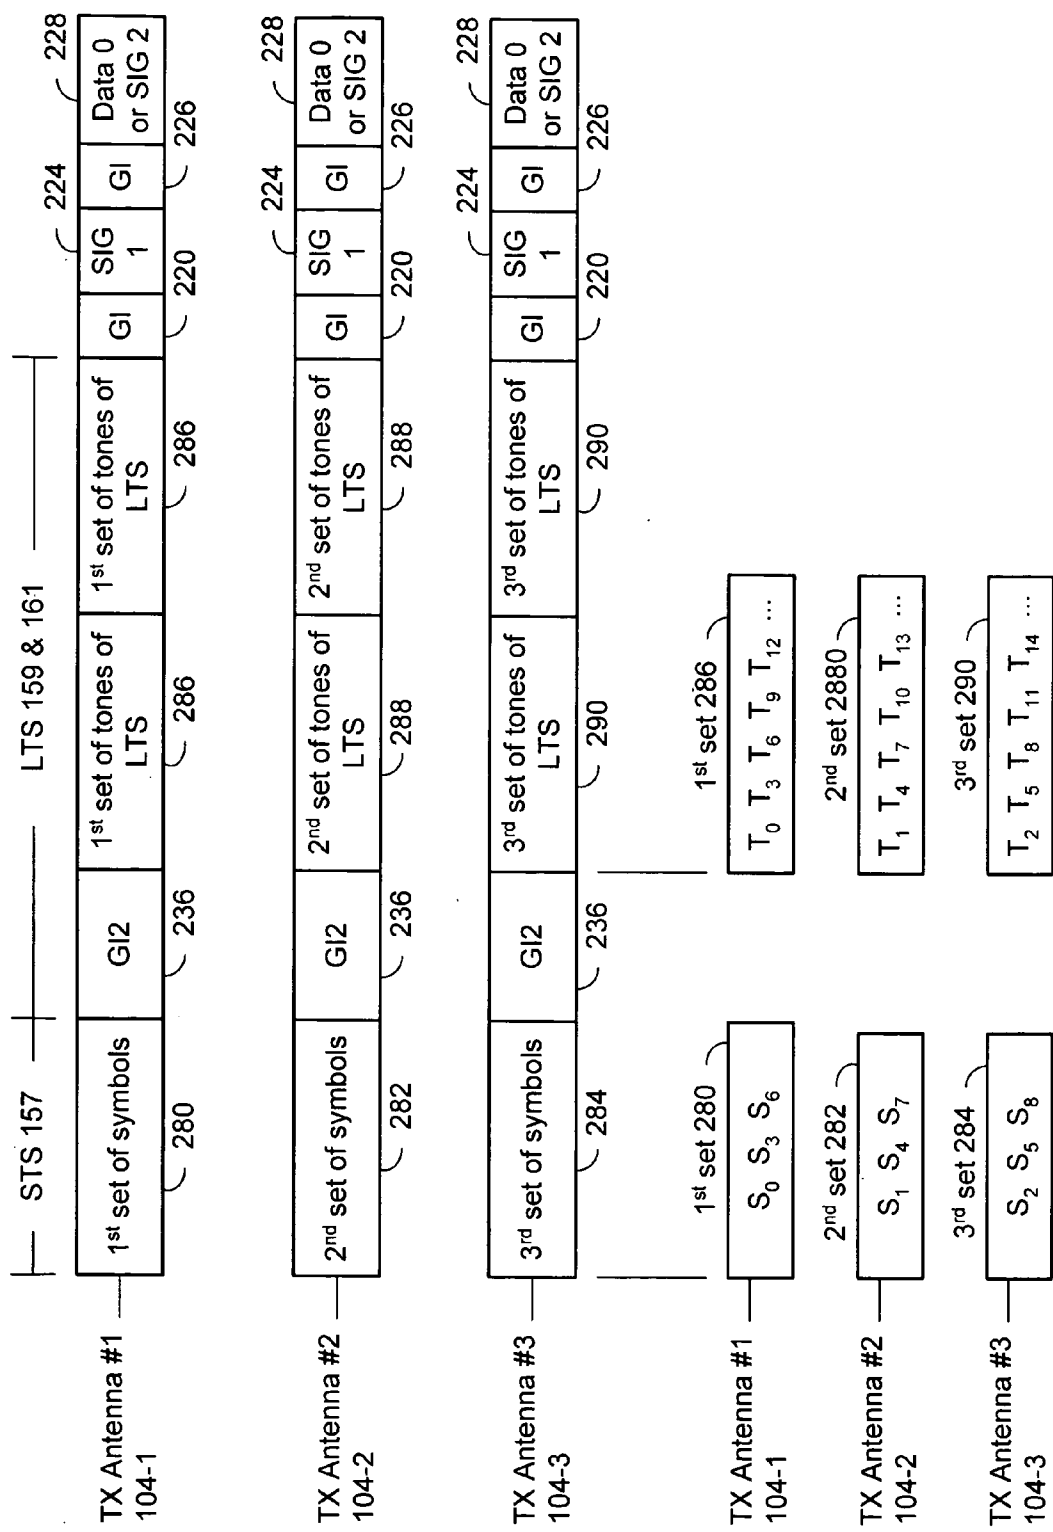 STS 157
LTS 159 & 161
TX Antenna #1
104-1
1st set of symbols
GI2
1st set of tones of
LTS
1st set of tones of
LTS
GI
SIG
1
GI
Data 0
or SIG 2
280
236
286
286
220
224
226
228
TX Antenna #2
104-2
2nd set of symbols
GI2
2nd set of tones of
LTS
2nd set of tones of
LTS
GI
SIG
1
GI
Data 0
or SIG 2
282
236
288
288
220
224
226
228
TX Antenna #3
104-3
3rd set of symbols
GI2
3rd set of tones of
LTS
3rd set of tones of
LTS
GI
SIG
1
GI
Data 0
or SIG 2
284
236
290
290
220
224
226
228
TX Antenna #1
104-1
1st set 280
S0 S3 S6
1st set 286
T0 T3 T6 T9 T12 ...
TX Antenna #2
104-2
2nd set 282
S1 S4 S7
2nd set 2880
T1 T4 T7 T10 T13 ...
TX Antenna #3
104-3
3rd set 284
S2 S5 S8
3rd set 290
T2 T5 T8 T11 T14 ...